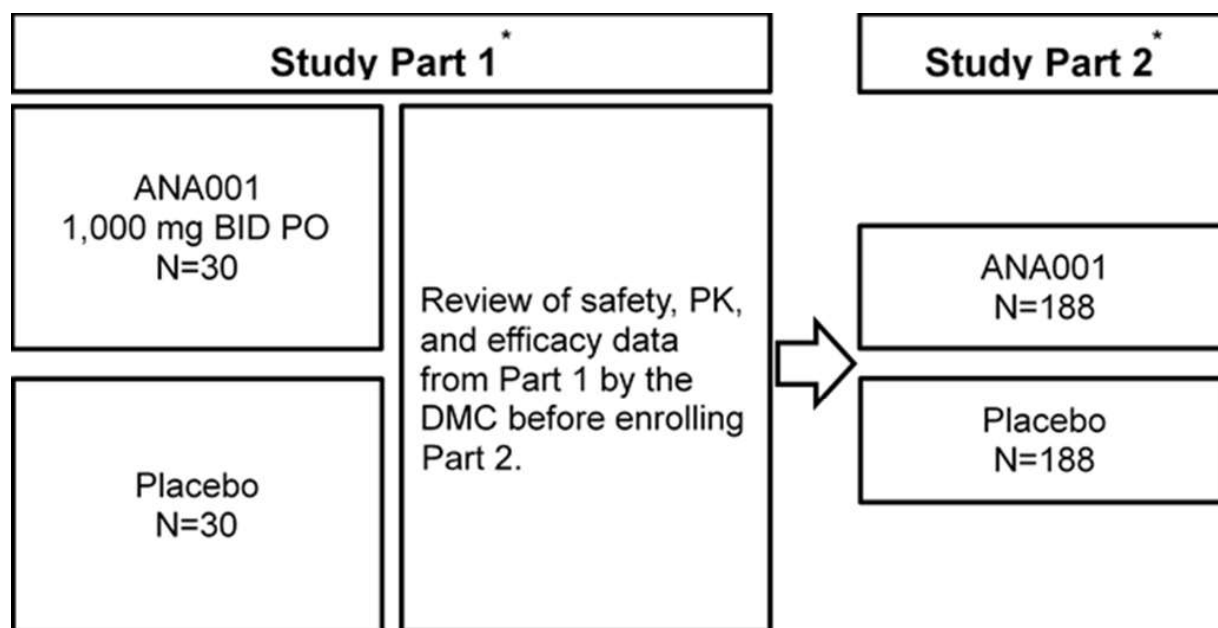 Study Part 1*
Study Part 2*
ANA001
1,000 mg BID PO
N=30
Placebo
N=30
Review of safety, PK,
and efficacy data
from Part 1 by the
DMC before enrolling
Part 2.
ANA001
N=188
Placebo
N=188